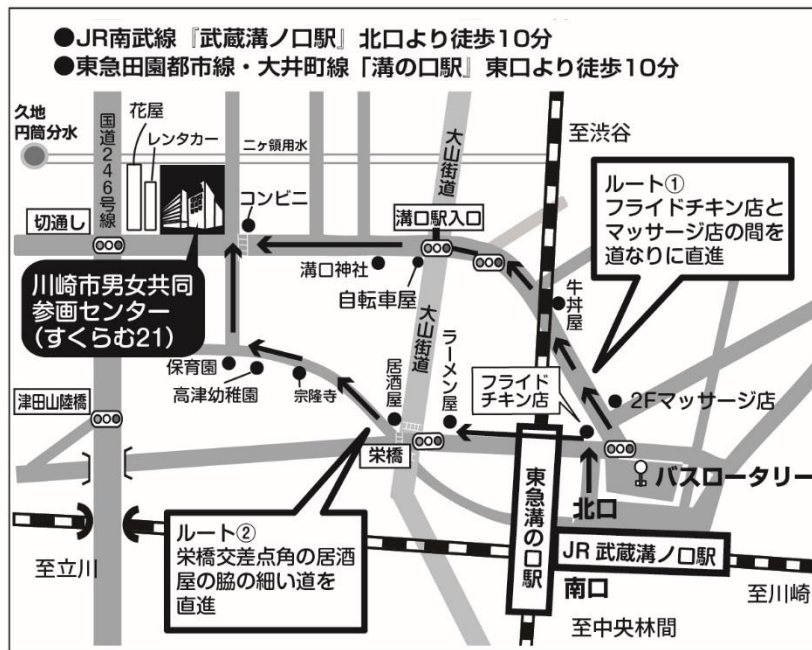 ●JR南武線『武蔵溝ノ口駅』北口より徒歩10分
●東急田園都市線・大井町線「溝の口駅』東口より徒歩10分
久地
円筒分水
花屋
レンタカー
国道246号線
二ヶ領用水
大山街道
至渋谷
コンビニ
溝口駅入口
切通し
ルート①
フライドチキン店と
マッサージ店の間を
道なりに直進
川崎市男女共同
参画センター
(すくらむ21)
溝口神社
自転車屋
牛丼屋
大山街道
保育園
高津幼稚園
宗隆寺
居酒屋
ラーメン屋
フライド
チキン店
2Fマッサージ店
津田山陸橋
栄橋
バスロータリー
北口
東急溝の口駅
JR 武蔵溝ノ口駅
南口
ルート②
栄橋交差点角の居酒
屋の脇の細い道を
直進
至立川
至川崎
至中央林間